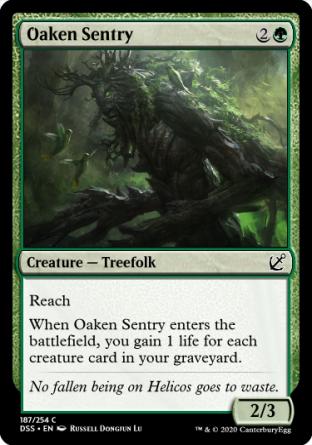 Oaken Sentry 2
Creature — Treefolk
Reach
When Oaken Sentry enters the
battlefield, you gain 1 life for each
creature card in your graveyard.
No fallen being on Helicos goes to waste.
2/3
187/254 C
DSS • EN Russell Dongjun Lu
™ & © 2020 CanterburyEgg